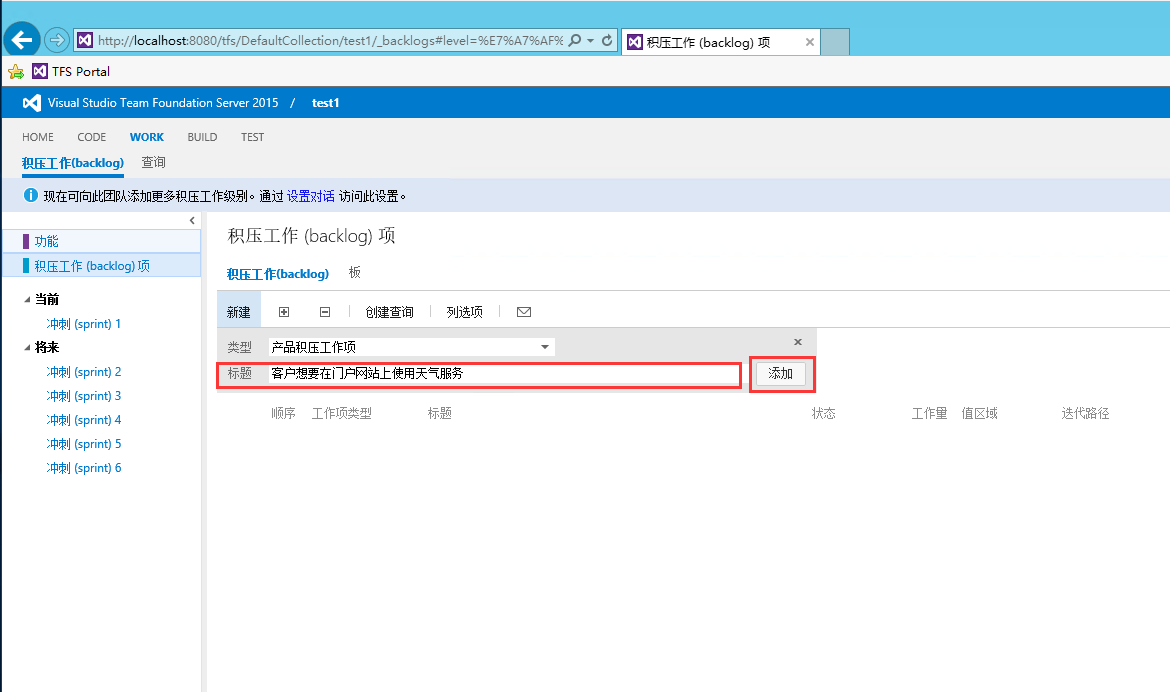 http://localhost:8080/tfs/DefaultCollection/test1/_backlogs#level=%E7%A7%AF%
积压工作 (backlog) 项
TFS Portal
Visual Studio Team Foundation Server 2015 / test1
HOME CODE WORK BUILD TEST
积压工作(backlog) 查询
现在可向此团队添加更多积压工作级别。通过 设置对话 访问此设置。
功能
积压工作 (backlog) 项
当前
冲刺 (sprint) 1
将来
冲刺 (sprint) 2
冲刺 (sprint) 3
冲刺 (sprint) 4
冲刺 (sprint) 5
冲刺 (sprint) 6
积压工作 (backlog) 项
积压工作(backlog) 板
新建 创建查询 列选项
类型 产品积压工作项
标题 客户想要在门户网站上使用天气服务 添加
顺序 工作项类型 标题 状态 工作量 值区域 迭代路径